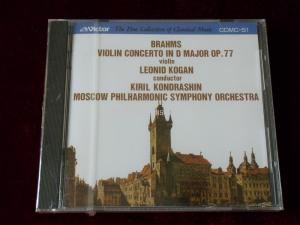 Victor The Fine Collection of Classical Music CDMC-51
BRAHMS
VIOLIN CONCERTO IN D MAJOR OP.77
violin
LEONID KOGAN
conductor
KIRIL KONDRASHIN
MOSCOW PHILHARMONIC SYMPHONY ORCHESTRA